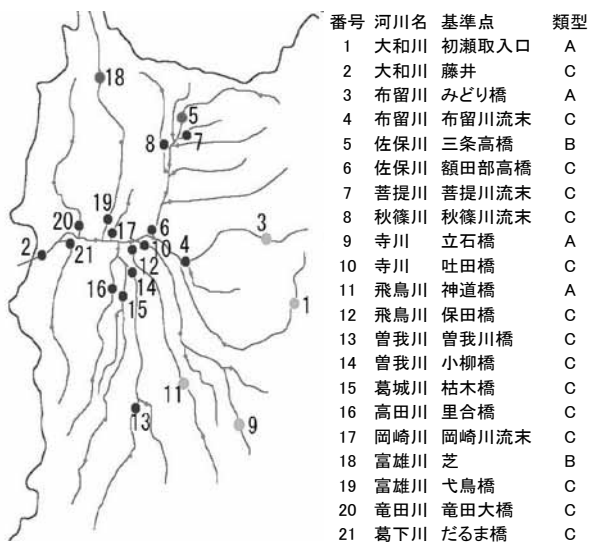 番号 河川名 基準点 類型
1 大和川 初瀬取入口 A
2 大和川 藤井 C
3 布留川 みどり橋 A
4 布留川 布留川流末 C
5 佐保川 三条高橋 B
6 佐保川 額田部高橋 C
7 菩提川 菩提川流末 C
8 秋篠川 秋篠川流末 C
9 寺川 立石橋 A
10 寺川 吐田橋 C
11 飛鳥川 神道橋 A
12 飛鳥川 保田橋 C
13 曽我川 曽我川橋 C
14 曽我川 小柳橋 C
15 葛城川 枯木橋 C
16 高田川 里合橋 C
17 岡崎川 岡崎川流末 C
18 富雄川 芝 B
19 富雄川 弋鳥橋 C
20 竜田川 竜田大橋 C
21 葛下川 だるま橋 C
18
5
8 7
19
20 6 3
17
2 21 10 4
12
16 14 1
15
11
13 9